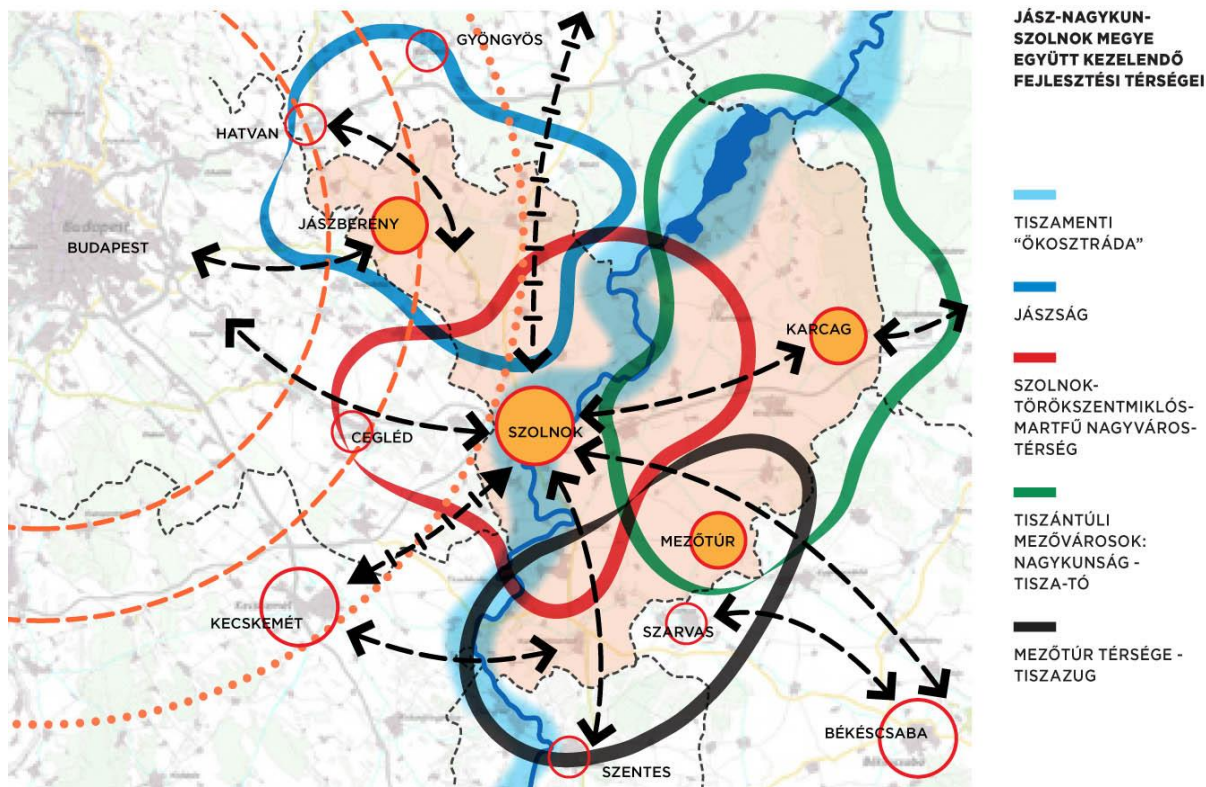 GYÖNGYÖS
HATVAN
JÁSZBERÉNY
BUDAPEST
KARCAG
CEGLÉD
SZOLNOK
MEZŐTÚR
KECSKEMÉT
SZARVAS
BÉKÉSCSABA
SZENTES
JÁSZ-NAGYKUN-
SZOLNOK MEGYE
EGYÜTT KEZELENDŐ
FEJLESZTÉSI TÉRSÉGEI
TISZAMENTI
“ÖKOSZTRÁDA”
JÁSZSÁG
SZOLNOK-
TÖRÖKSZENTMIKLÓS-
MARTFŰ NAGYVÁROS-
TÉRSÉG
TISZÁNTÚLI
MEZŐVÁROSOK:
NAGYKUNSÁG -
TISZA-TÓ
MEZŐTÚR TÉRSÉGE -
TISZAZUG